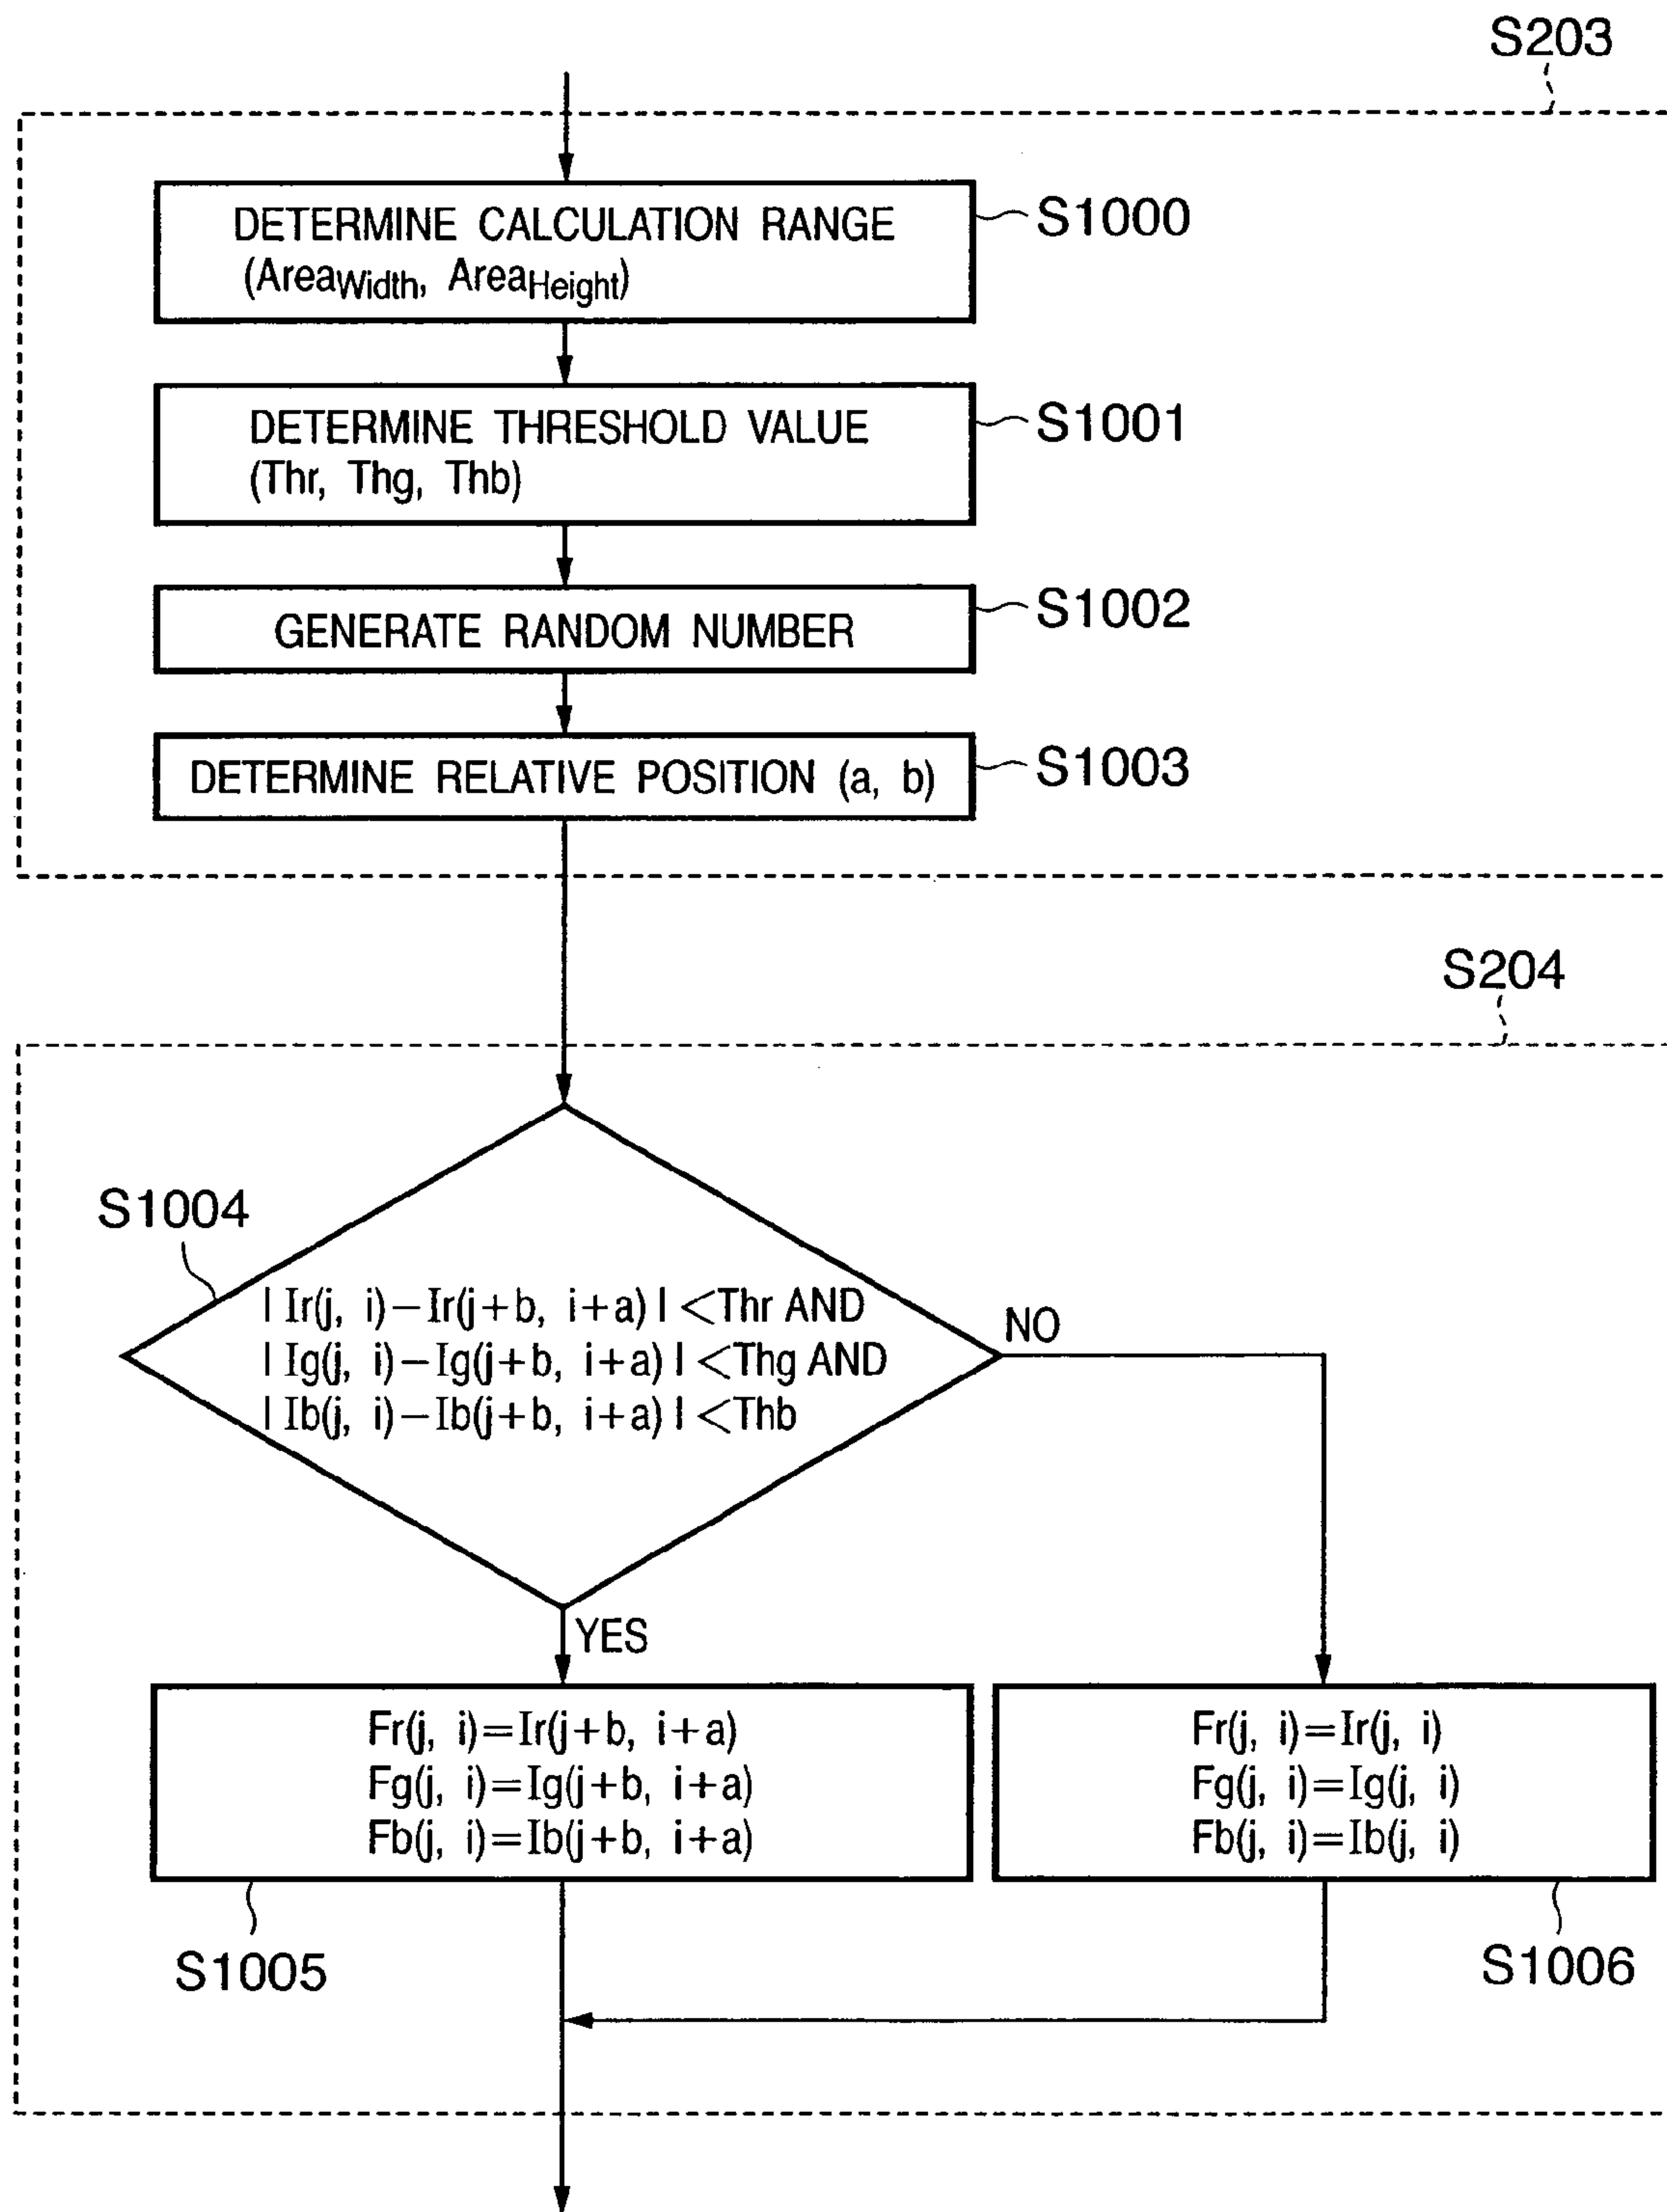 S203
DETERMINE CALCULATION RANGE
(AreaWidth, AreaHeight)
S1000
DETERMINE THRESHOLD VALUE
(Thr, Thg, Thb)
S1001
GENERATE RANDOM NUMBER
S1002
DETERMINE RELATIVE POSITION (a, b)
S1003
S204
S1004
| Ir(j, i)−Ir(j+b, i+a) | <Thr AND
| Ig(j, i)−Ig(j+b, i+a) | <Thg AND
| Ib(j, i)−Ib(j+b, i+a) | <Thb
NO
YES
Fr(j, i)=Ir(j+b, i+a)
Fg(j, i)=Ig(j+b, i+a)
Fb(j, i)=Ib(j+b, i+a)
S1005
Fr(j, i)=Ir(j, i)
Fg(j, i)=Ig(j, i)
Fb(j, i)=Ib(j, i)
S1006